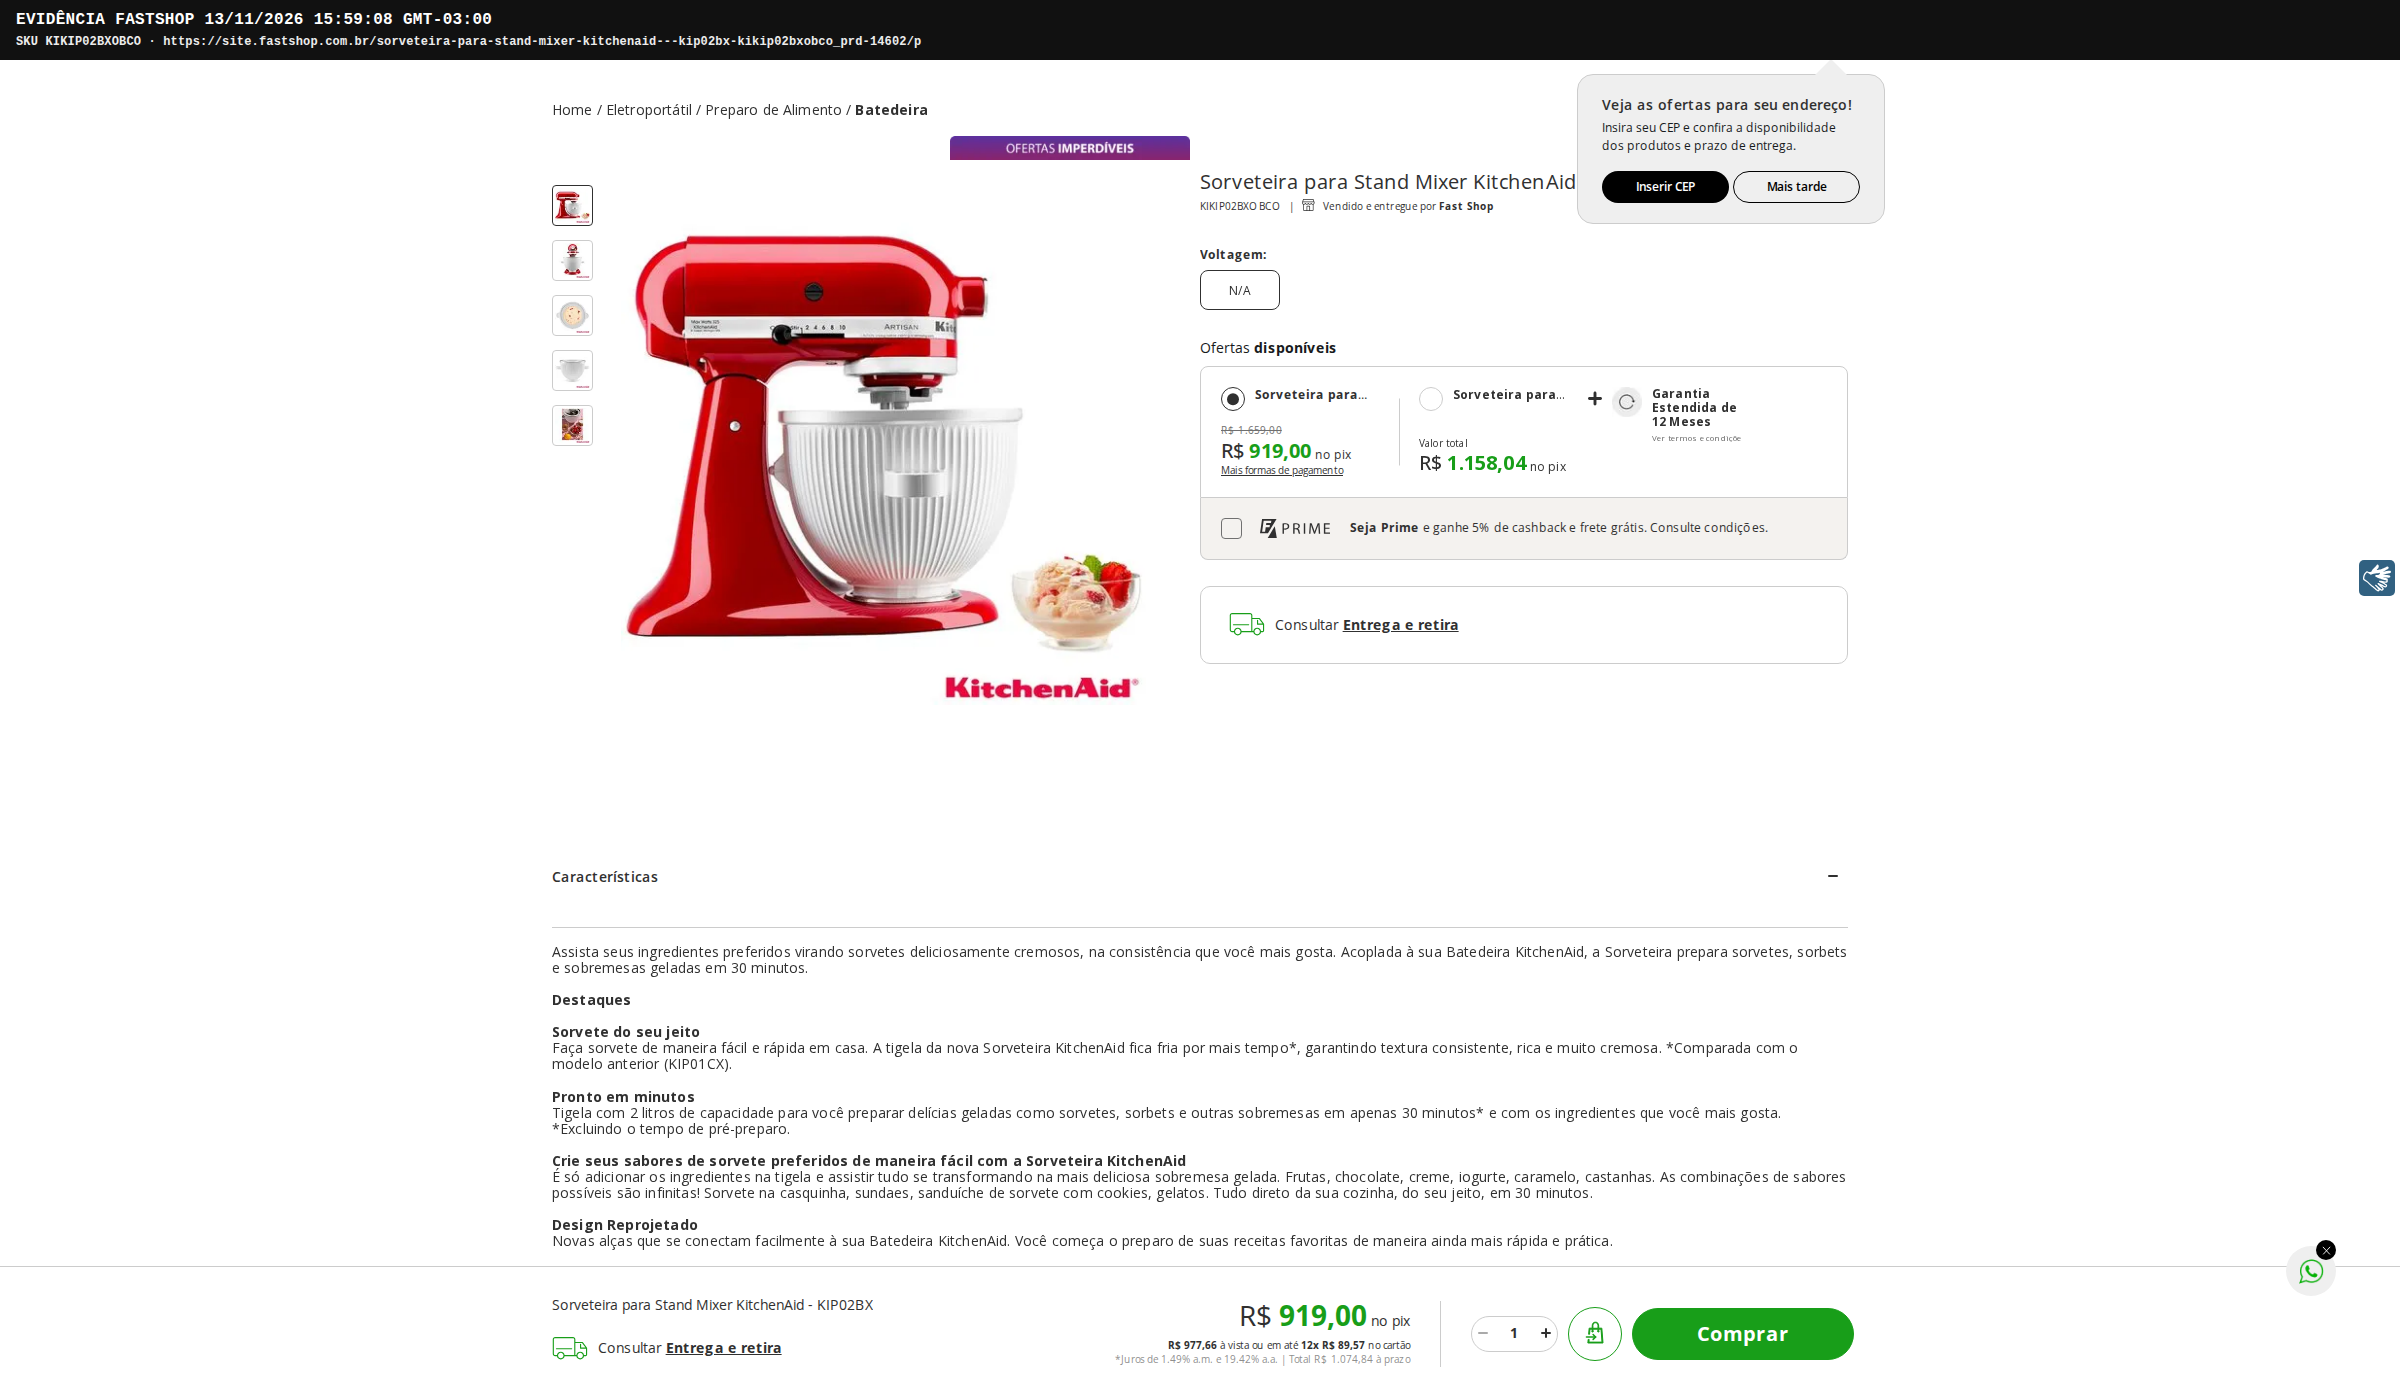 EVIDÊNCIA FASTSHOP 13/11/2026 15:59:08 GMT-03:00
SKU KIKIP02BXOBCO · https://site.fastshop.com.br/sorveteira-para-stand-mixer-kitchenaid---kip02bx-kikip02bxobco_prd-14602/p
Home / Eletroportátil / Preparo de Alimento / Batedeira
Veja as ofertas para seu endereço!
Insira seu CEP e confira a disponibilidade
dos produtos e prazo de entrega.
Inserir CEP
Mais tarde
OFERTAS IMPERDÍVEIS
Sorveteira para Stand Mixer KitchenAid
KIKIP02BXOBCO | Vendido e entregue por Fast Shop
Voltagem:
N/A
Ofertas disponíveis
Sorveteira para...
R$ 1.659,00
R$ 919,00 no pix
Mais formas de pagamento
Sorveteira para...
Valor total
R$ 1.158,04 no pix
+
Garantia
Estendida de
12 Meses
Ver termos e condiçõe
PRIME
Seja Prime e ganhe 5% de cashback e frete grátis. Consulte condições.
Consultar Entrega e retira
2 4 6 8 10
ARTISAN
Kit
KitchenAid®
Características
Assista seus ingredientes preferidos virando sorvetes deliciosamente cremosos, na consistência que você mais gosta. Acoplada à sua Batedeira KitchenAid, a Sorveteira prepara sorvetes, sorbets
e sobremesas geladas em 30 minutos.
Destaques
Sorvete do seu jeito
Faça sorvete de maneira fácil e rápida em casa. A tigela da nova Sorveteira KitchenAid fica fria por mais tempo*, garantindo textura consistente, rica e muito cremosa. *Comparada com o
modelo anterior (KIP01CX).
Pronto em minutos
Tigela com 2 litros de capacidade para você preparar delícias geladas como sorvetes, sorbets e outras sobremesas em apenas 30 minutos* e com os ingredientes que você mais gosta.
*Excluindo o tempo de pré-preparo.
Crie seus sabores de sorvete preferidos de maneira fácil com a Sorveteira KitchenAid
É só adicionar os ingredientes na tigela e assistir tudo se transformando na mais deliciosa sobremesa gelada. Frutas, chocolate, creme, iogurte, caramelo, castanhas. As combinações de sabores
possíveis são infinitas! Sorvete na casquinha, sundaes, sanduíche de sorvete com cookies, gelatos. Tudo direto da sua cozinha, do seu jeito, em 30 minutos.
Design Reprojetado
Novas alças que se conectam facilmente à sua Batedeira KitchenAid. Você começa o preparo de suas receitas favoritas de maneira ainda mais rápida e prática.
Sorveteira para Stand Mixer KitchenAid - KIP02BX
Consultar Entrega e retira
R$ 919,00 no pix
R$ 977,66 à vista ou em até 12x R$ 89,57 no cartão
*Juros de 1.49% a.m. e 19.42% a.a. | Total R$ 1.074,84 à prazo
1
Comprar